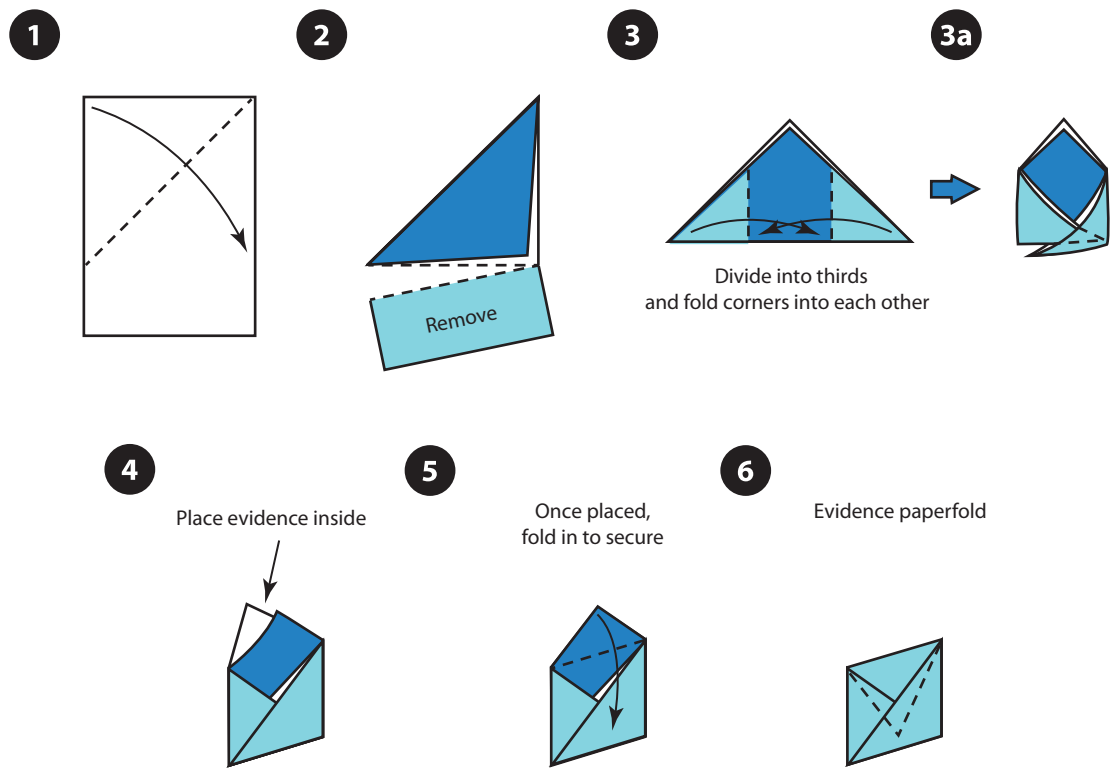 1
2
3
3a
Remove
Divide into thirds
and fold corners into each other
4
5
6
Place evidence inside
Once placed,
fold in to secure
Evidence paperfold